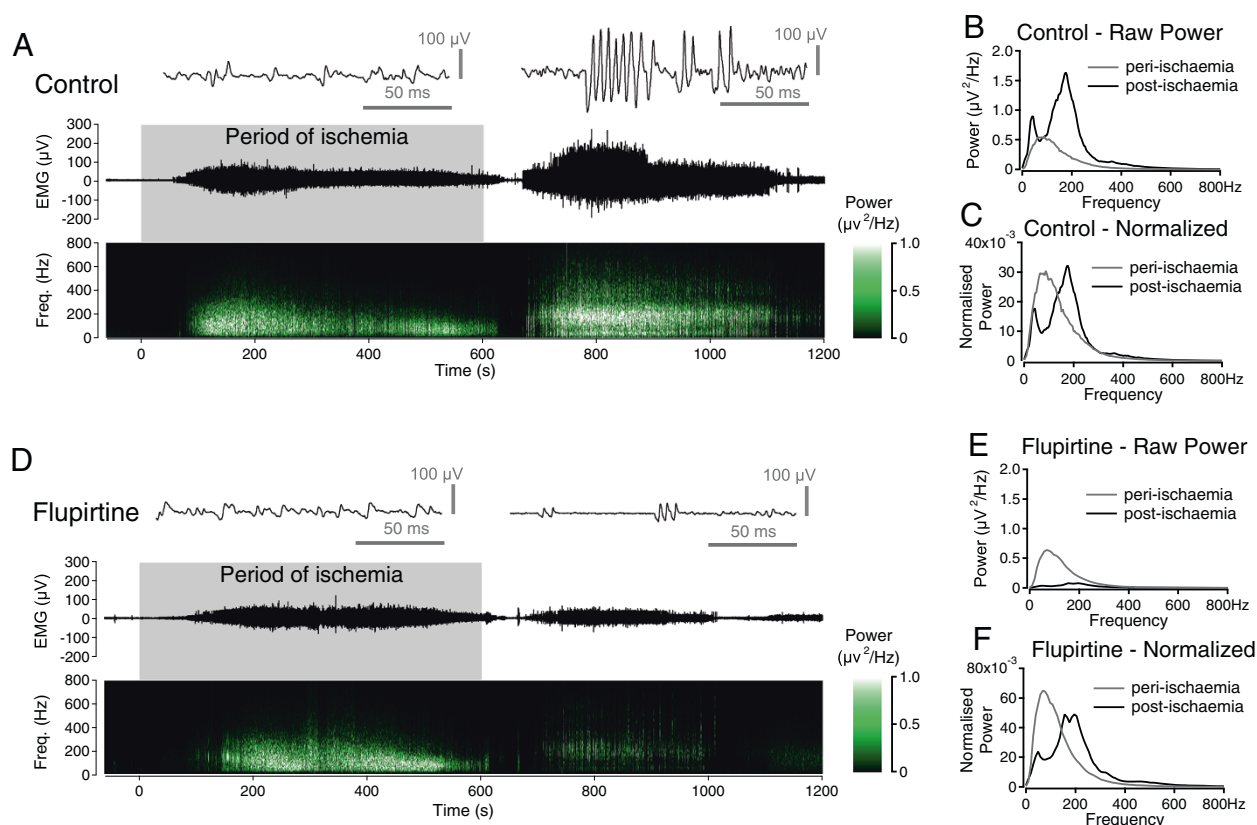 A
Control
100 µV
50 ms
100 µV
50 ms
Period of ischemia
EMG (µV)
300
200
100
0
-100
-200
Power
(µv²/Hz)
1.0
0.5
0
Freq. (Hz)
800
600
400
200
0
0 200 400 600 800 1000 1200
Time (s)
B
Control - Raw Power
Power (µV²/Hz)
2.0
1.5
1.0
0.5
0
peri-ischaemia
post-ischaemia
0 200 400 600 800Hz
Frequency
C
Control - Normalized
Normalised
Power
40x10⁻³
30
20
10
0
peri-ischaemia
post-ischaemia
0 200 400 600 800Hz
Frequency
D
Flupirtine
100 µV
50 ms
100 µV
50 ms
Period of ischemia
EMG (µV)
300
200
100
0
-100
-200
Power
(µv²/Hz)
1.0
0.5
0
Freq. (Hz)
800
600
400
200
0
0 200 400 600 800 1000 1200
Time (s)
E
Flupirtine - Raw Power
Power (µV²/Hz)
2.0
1.5
1.0
0.5
0
peri-ischaemia
post-ischaemia
0 200 400 600 800Hz
Frequency
F
Flupirtine - Normalized
Normalised
Power
80x10⁻³
60
40
20
0
peri-ischaemia
post-ischaemia
0 200 400 600 800Hz
Frequency